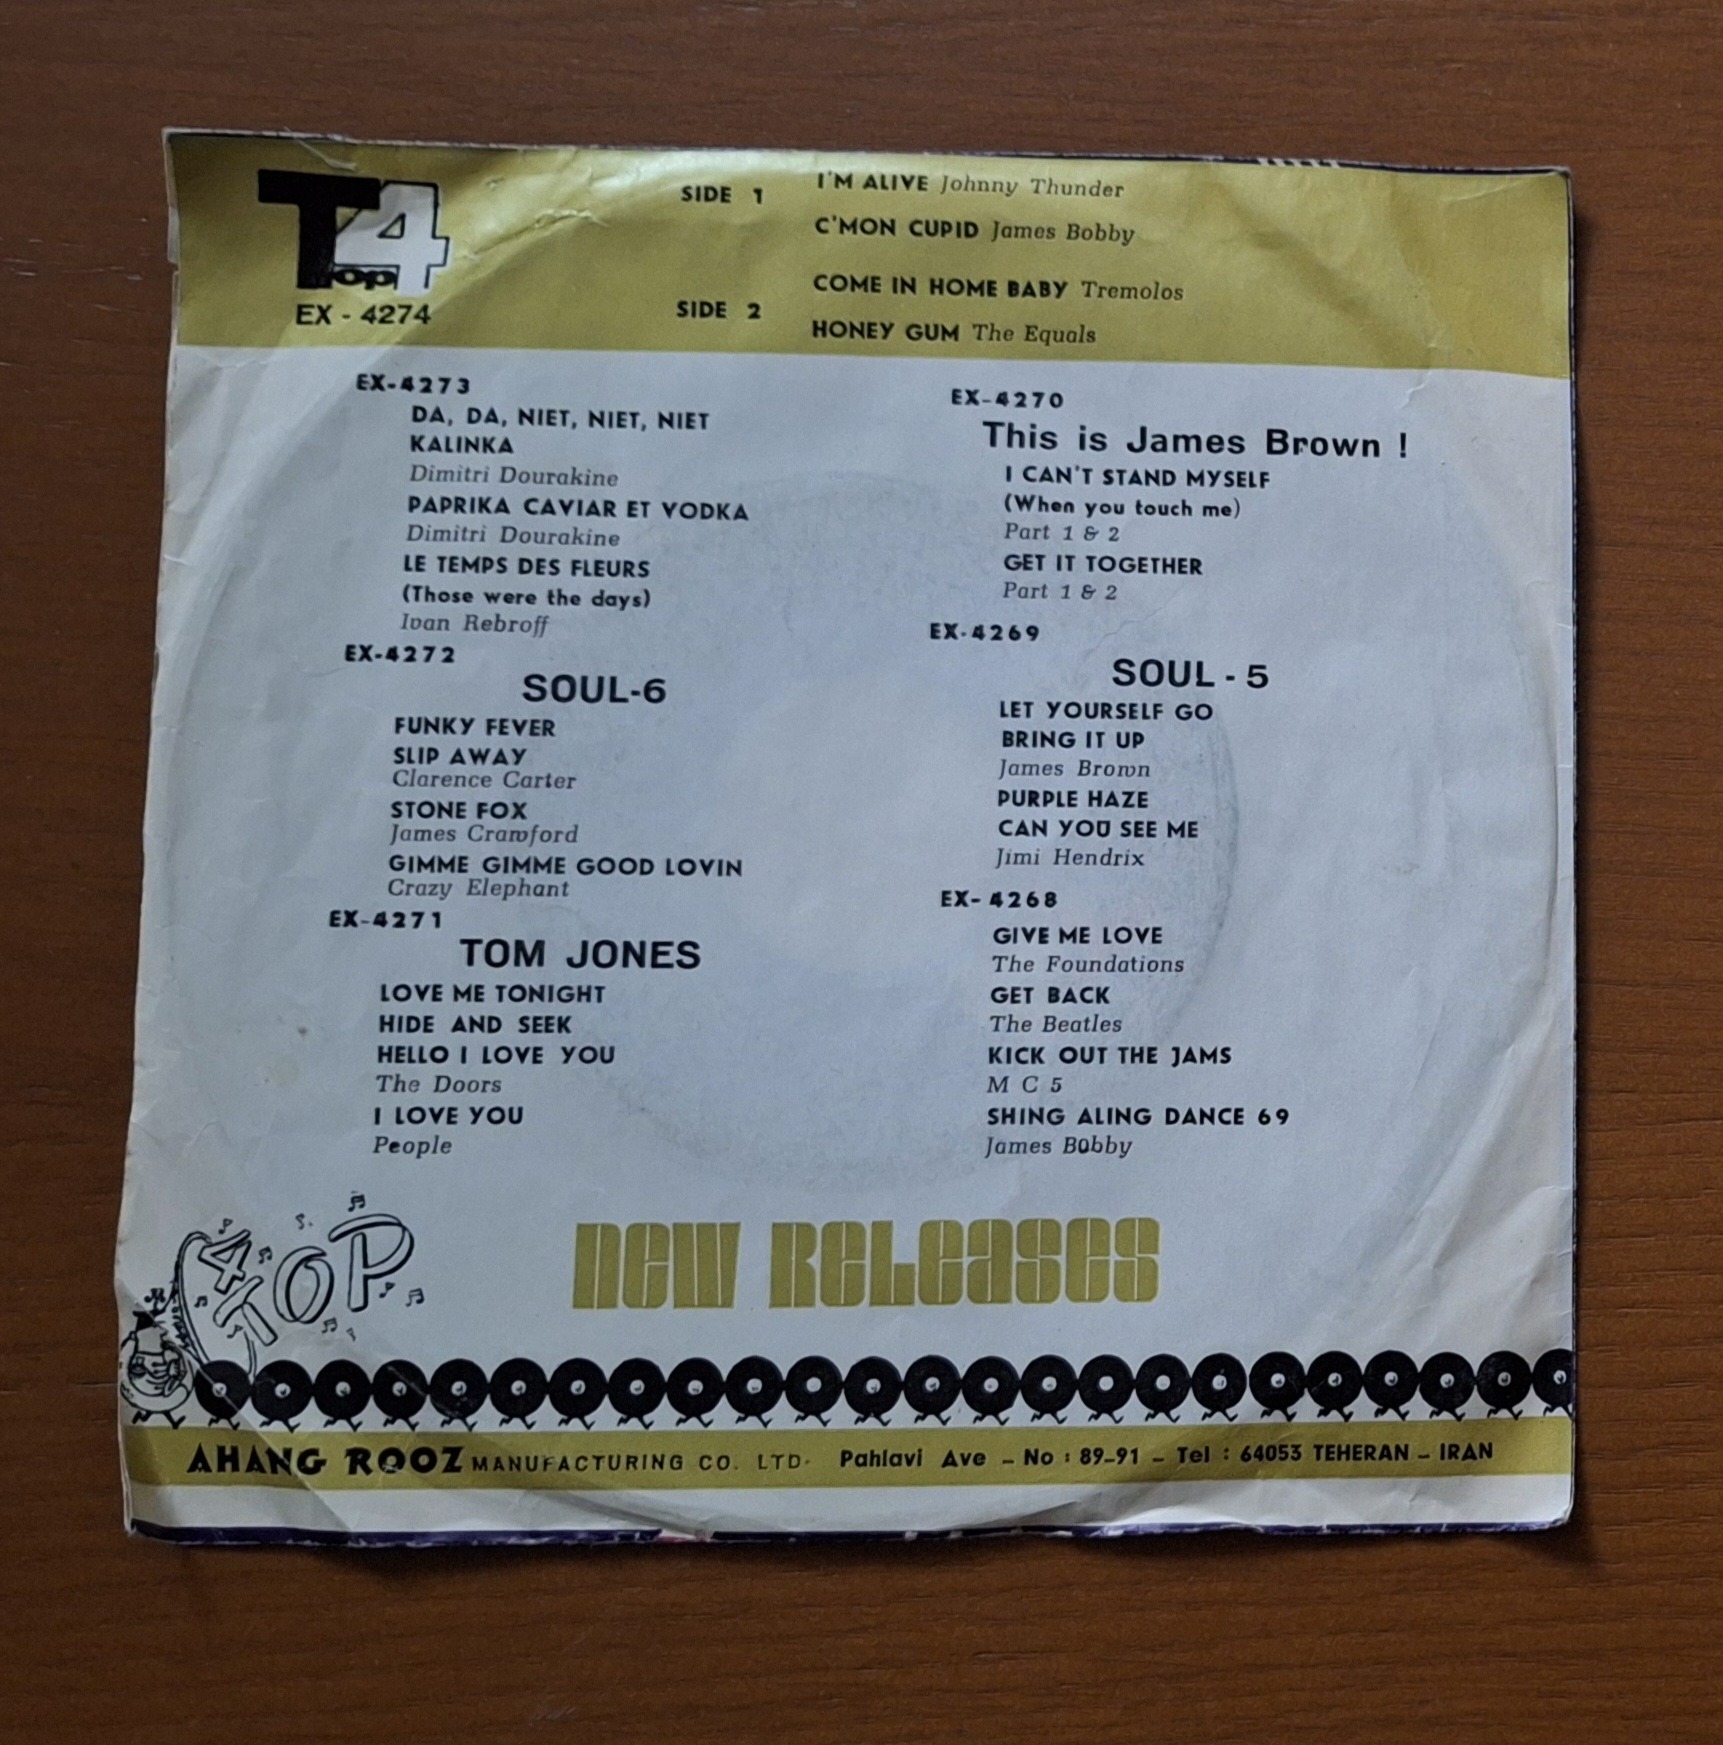 Top 4
EX - 4274
SIDE 1
I'M ALIVE Johnny Thunder
C'MON CUPID James Bobby
SIDE 2
COME IN HOME BABY Tremolos
HONEY GUM The Equals
EX-4273
DA, DA, NIET, NIET, NIET
KALINKA
Dimitri Dourakine
PAPRIKA CAVIAR ET VODKA
Dimitri Dourakine
LE TEMPS DES FLEURS
(Those were the days)
Ivan Rebroff
EX-4272
SOUL-6
FUNKY FEVER
SLIP AWAY
Clarence Carter
STONE FOX
James Crawford
GIMME GIMME GOOD LOVIN
Crazy Elephant
EX-4271
TOM JONES
LOVE ME TONIGHT
HIDE AND SEEK
HELLO I LOVE YOU
The Doors
I LOVE YOU
People
EX-4270
This is James Brown !
I CAN'T STAND MYSELF
(When you touch me)
Part 1 & 2
GET IT TOGETHER
Part 1 & 2
EX-4269
SOUL - 5
LET YOURSELF GO
BRING IT UP
James Brown
PURPLE HAZE
CAN YOU SEE ME
Jimi Hendrix
EX- 4268
GIVE ME LOVE
The Foundations
GET BACK
The Beatles
KICK OUT THE JAMS
M C 5
SHING ALING DANCE 69
James Bobby
4 TOP
new releases
AHANG ROOZ MANUFACTURING CO. LTD. Pahlavi Ave - No : 89-91 - Tel : 64053 TEHERAN - IRAN